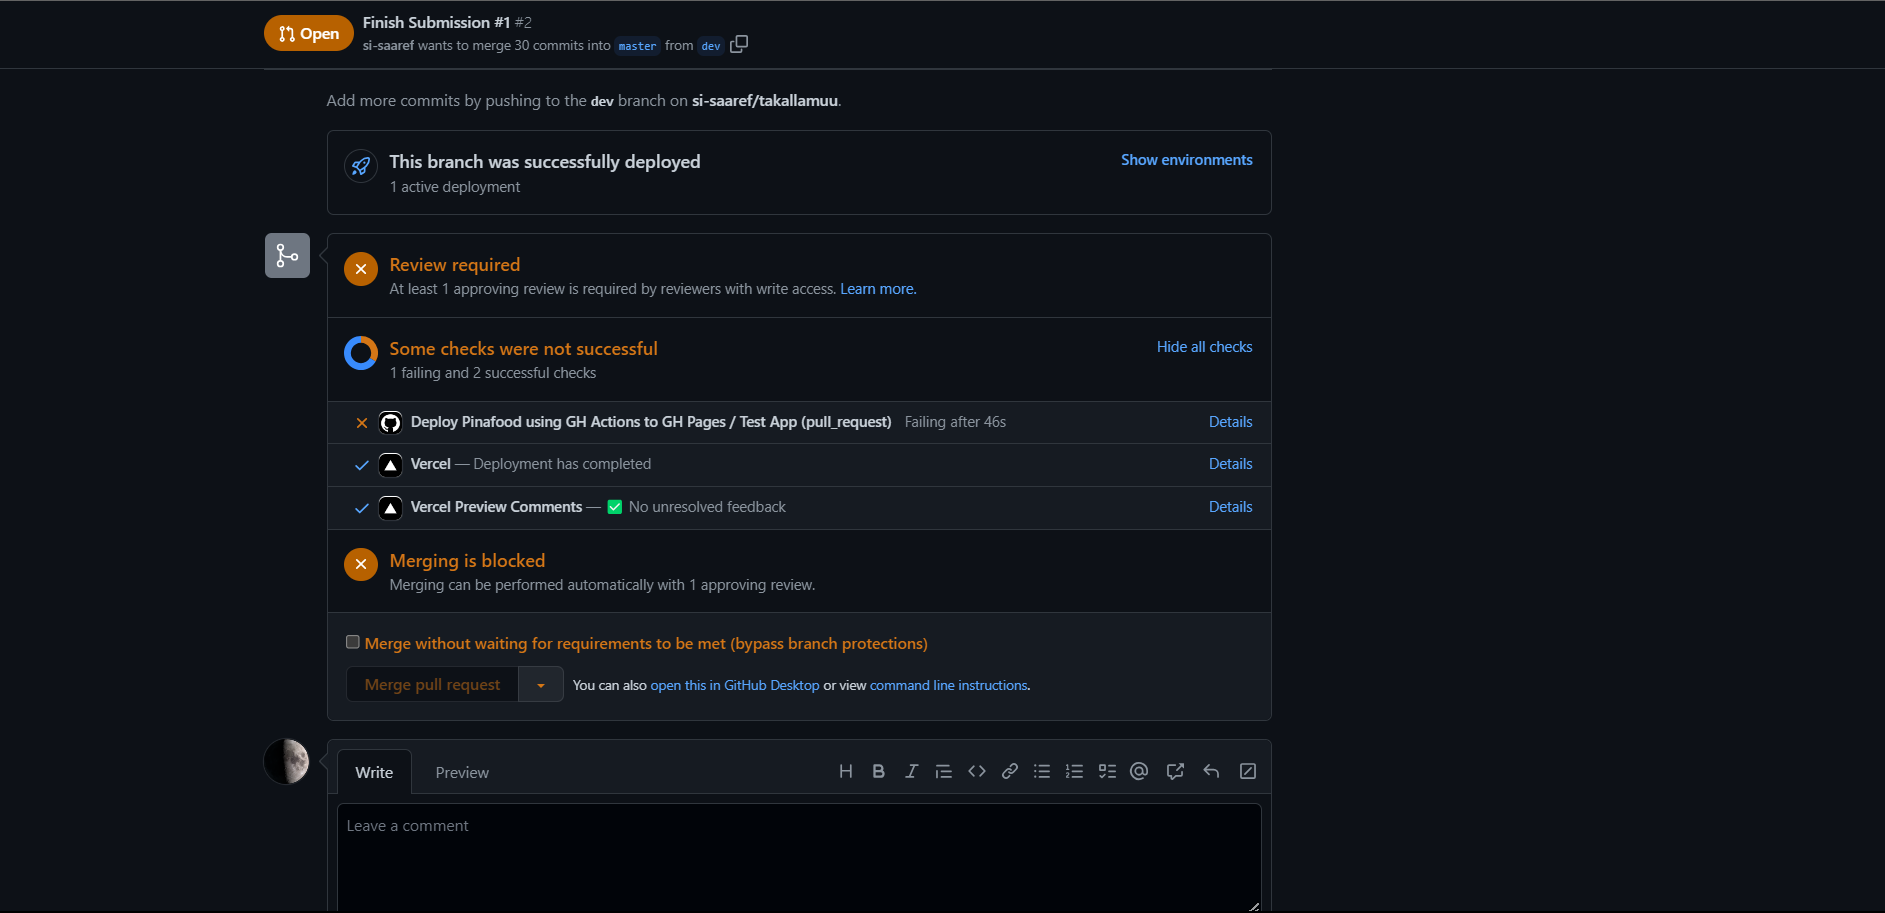 Open
Finish Submission #1 #2
si-saaref wants to merge 30 commits into master from dev
Add more commits by pushing to the dev branch on si-saaref/takallamuu.
This branch was successfully deployed
Show environments
1 active deployment
Review required
At least 1 approving review is required by reviewers with write access. Learn more.
Some checks were not successful
Hide all checks
1 failing and 2 successful checks
Deploy Pinafood using GH Actions to GH Pages / Test App (pull_request) Failing after 46s Details
Vercel — Deployment has completed Details
Vercel Preview Comments — ✅ No unresolved feedback Details
Merging is blocked
Merging can be performed automatically with 1 approving review.
Merge without waiting for requirements to be met (bypass branch protections)
Merge pull request
You can also open this in GitHub Desktop or view command line instructions.
Write Preview
Leave a comment